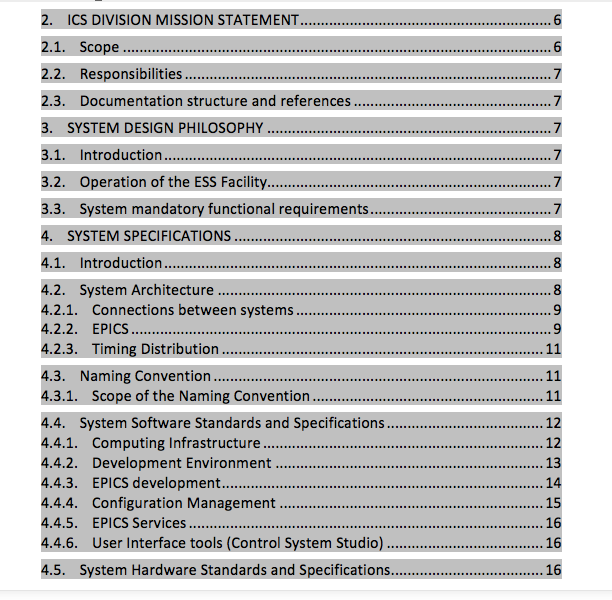 2. ICS DIVISION MISSION STATEMENT.................................................................6
2.1. Scope.................................................................6
2.2. Responsibilities.................................................................7
2.3. Documentation structure and references.................................................................7
3. SYSTEM DESIGN PHILOSOPHY.................................................................7
3.1. Introduction.................................................................7
3.2. Operation of the ESS Facility.................................................................7
3.3. System mandatory functional requirements.................................................................7
4. SYSTEM SPECIFICATIONS.................................................................8
4.1. Introduction.................................................................8
4.2. System Architecture.................................................................8
4.2.1. Connections between systems.................................................................9
4.2.2. EPICS.................................................................9
4.2.3. Timing Distribution.................................................................11
4.3. Naming Convention.................................................................11
4.3.1. Scope of the Naming Convention.................................................................11
4.4. System Software Standards and Specifications.................................................................12
4.4.1. Computing Infrastructure.................................................................12
4.4.2. Development Environment.................................................................13
4.4.3. EPICS development.................................................................14
4.4.4. Configuration Management.................................................................15
4.4.5. EPICS Services.................................................................16
4.4.6. User Interface tools (Control System Studio).................................................................16
4.5. System Hardware Standards and Specifications.................................................................16